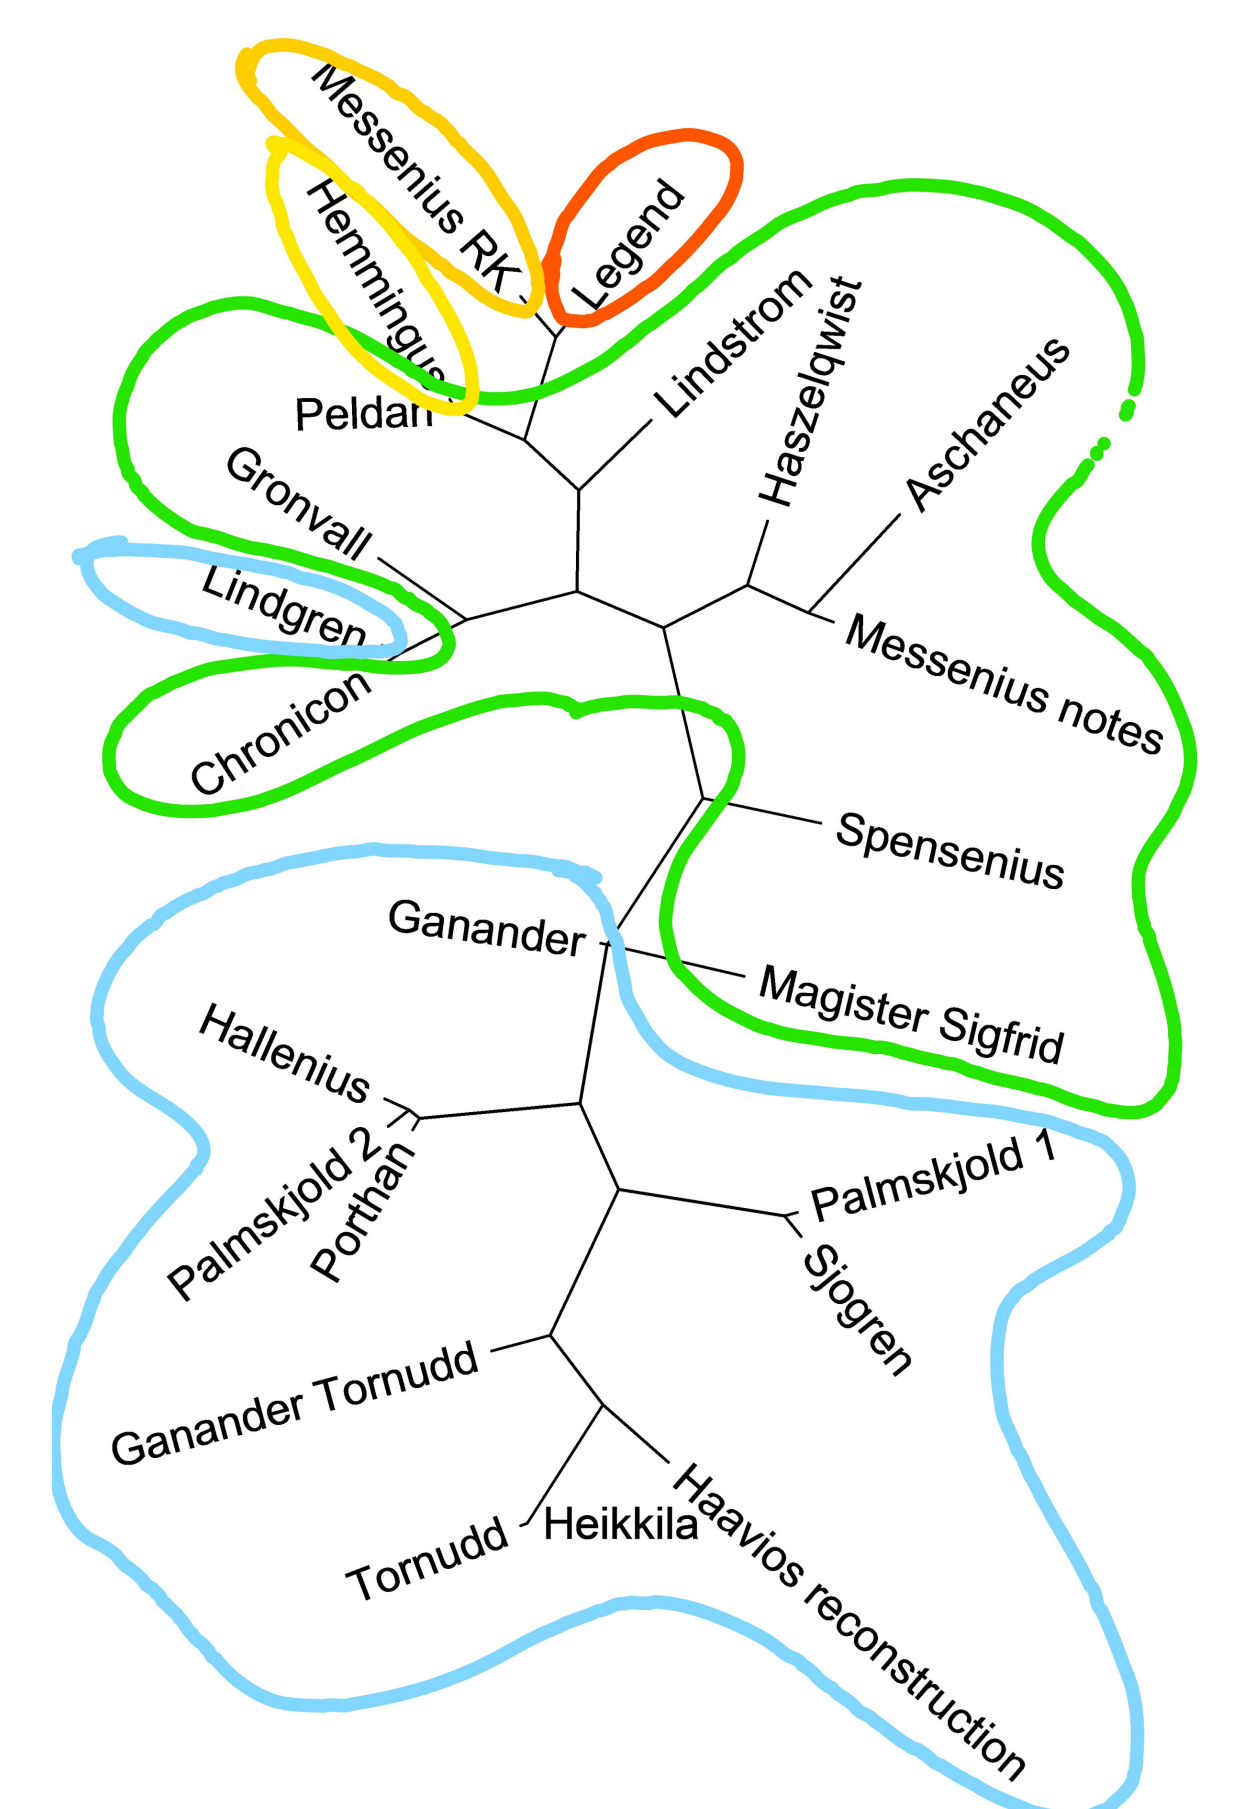 Messenius RK
Legend
Hemmingus
Lindstrom
Haszelqwist
Aschaneus
Peldan
Gronvall
Lindgren
Messenius notes
Chronicon
Spensenius
Ganander
Magister Sigfrid
Hallenius
Palmskjold 2
Porthan
Palmskjold 1
Sjogren
Ganander Tornudd
Haavios reconstruction
Heikkila
Tornudd